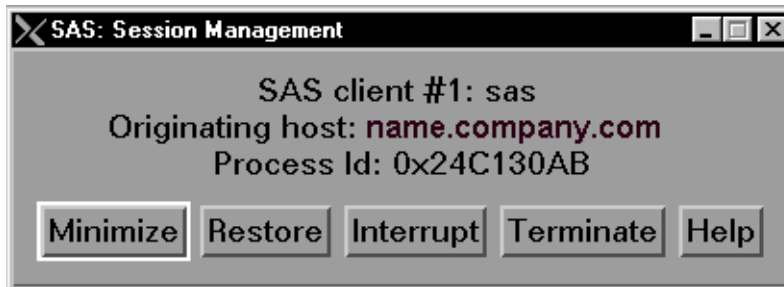 SAS: Session Management
SAS client #1: sas
Originating host: name.company.com
Process Id: 0x24C130AB
Minimize Restore Interrupt Terminate Help